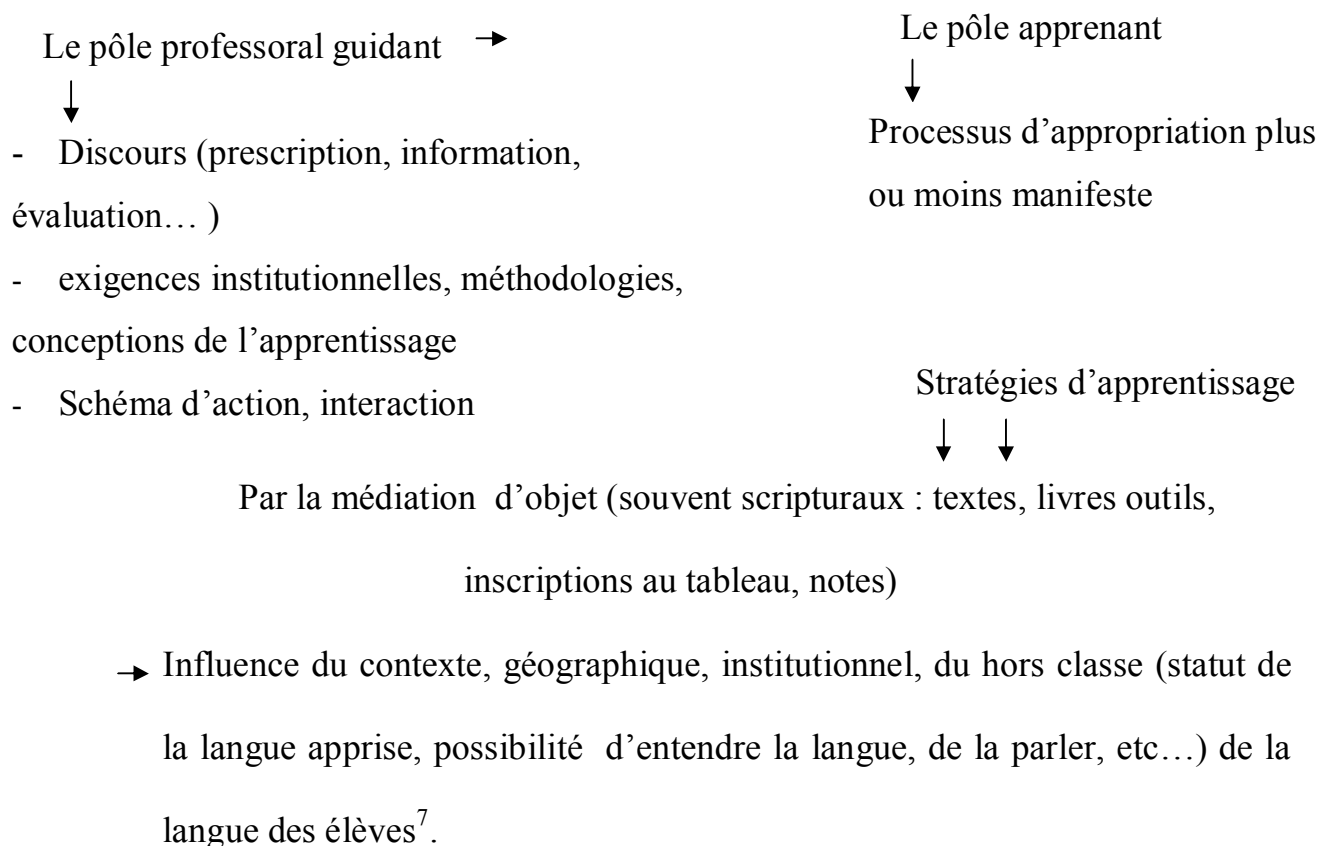 Le pôle professoral guidant →
Le pôle apprenant
↓
↓
- Discours (prescription, information,
évaluation… )
- exigences institutionnelles, méthodologies,
conceptions de l’apprentissage
- Schéma d’action, interaction
Processus d’appropriation plus
ou moins manifeste
Stratégies d’apprentissage
↓ ↓
Par la médiation d’objet (souvent scripturaux : textes, livres outils,
inscriptions au tableau, notes)
→ Influence du contexte, géographique, institutionnel, du hors classe (statut de
la langue apprise, possibilité d’entendre la langue, de la parler, etc…) de la
langue des élèves⁷.